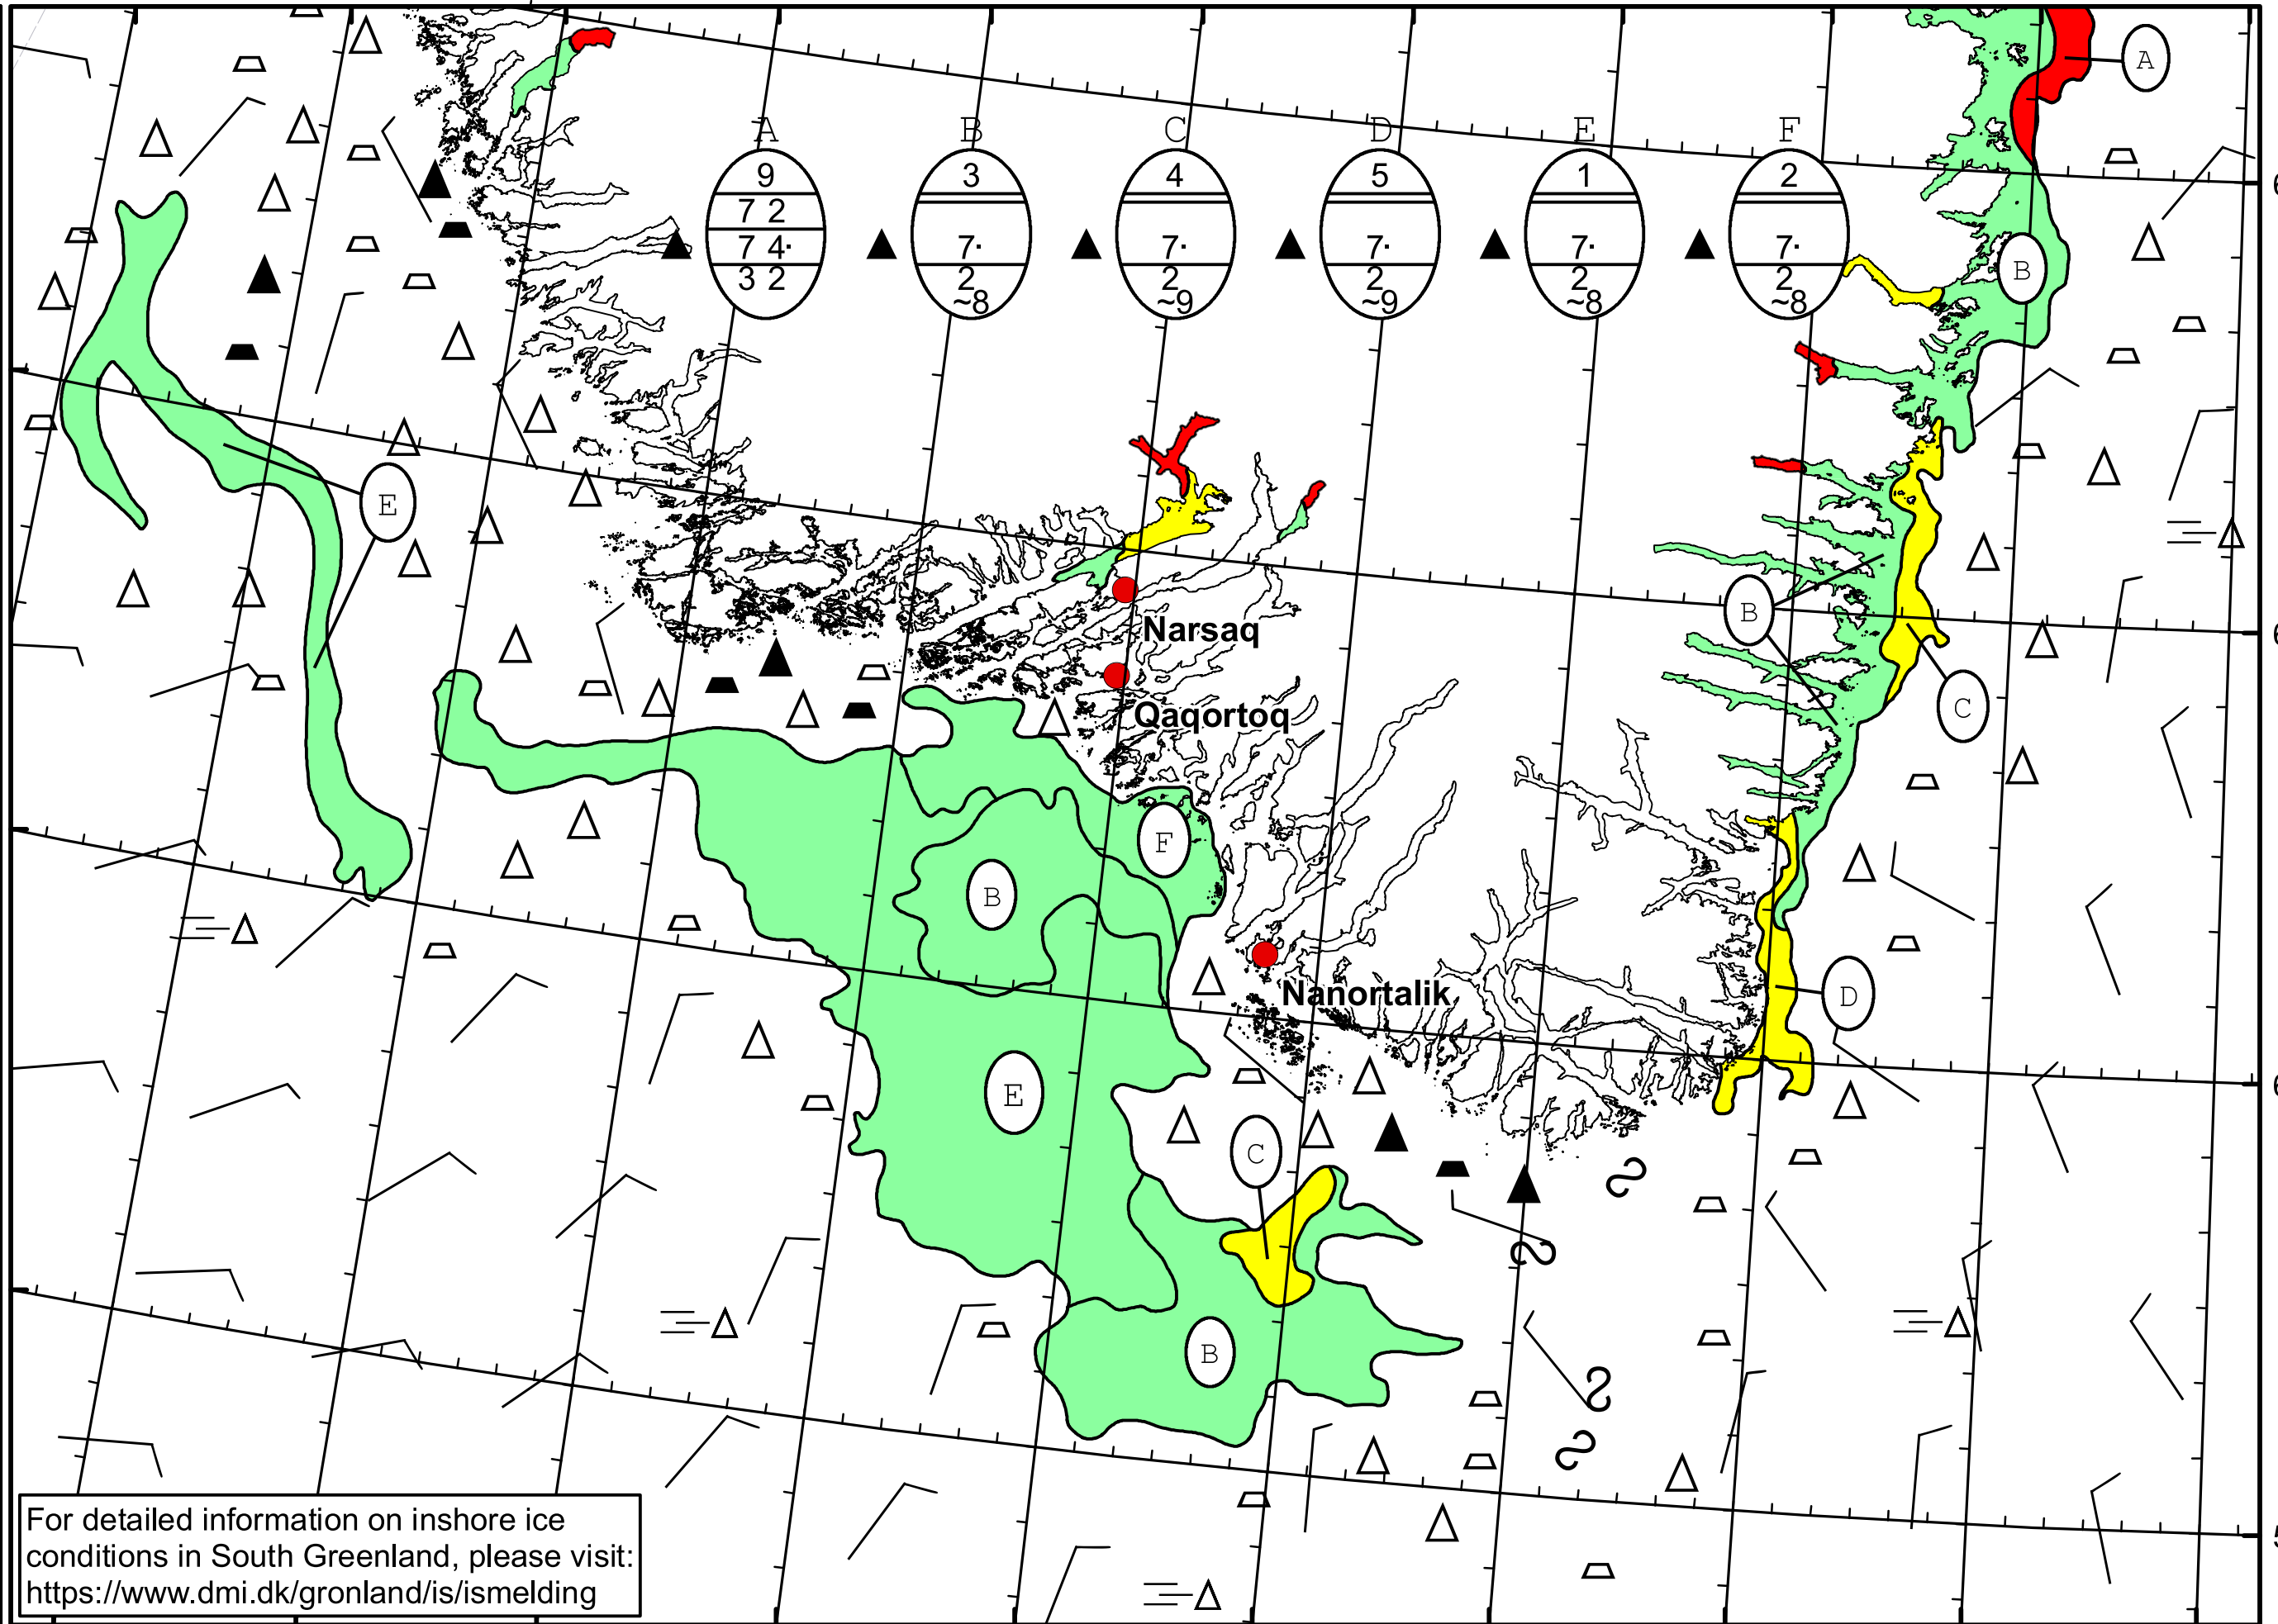 A
A B C D E F
9 3 4 5 1 2
7 2
7 4· 7· 7· 7· 7· 7·
3 2 2 2 2 2 2
~8 ~9 ~9 ~8 ~8
B
E
B
Narsaq
C
Qaqortoq
F
B
Nanortalik
D
E
C
B
For detailed information on inshore ice
conditions in South Greenland, please visit:
https://www.dmi.dk/gronland/is/ismelding